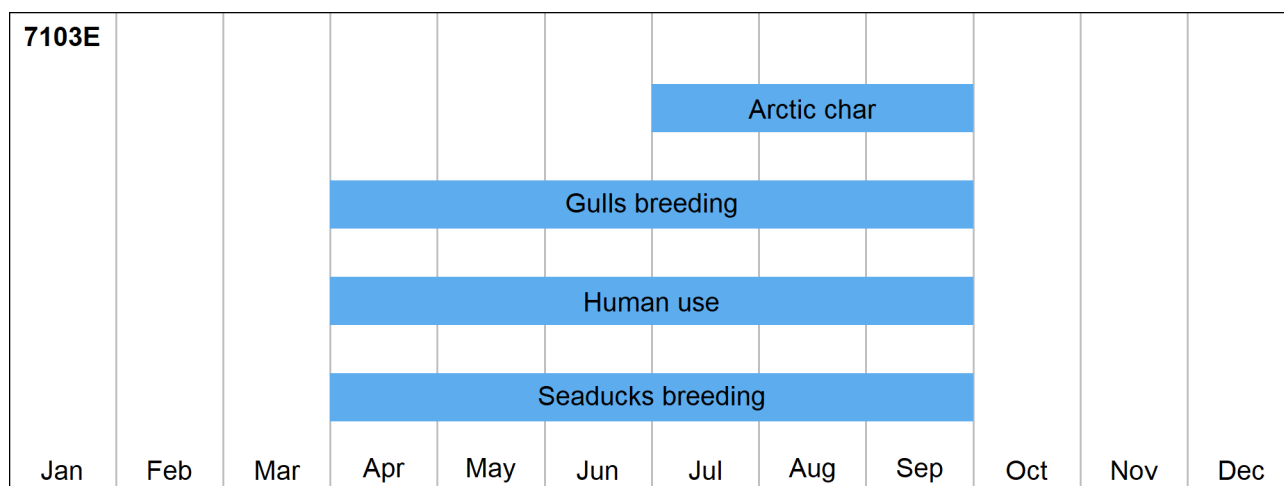 7103E
Arctic char
Gulls breeding
Human use
Seaducks breeding
Jan Feb Mar Apr May Jun Jul Aug Sep Oct Nov Dec